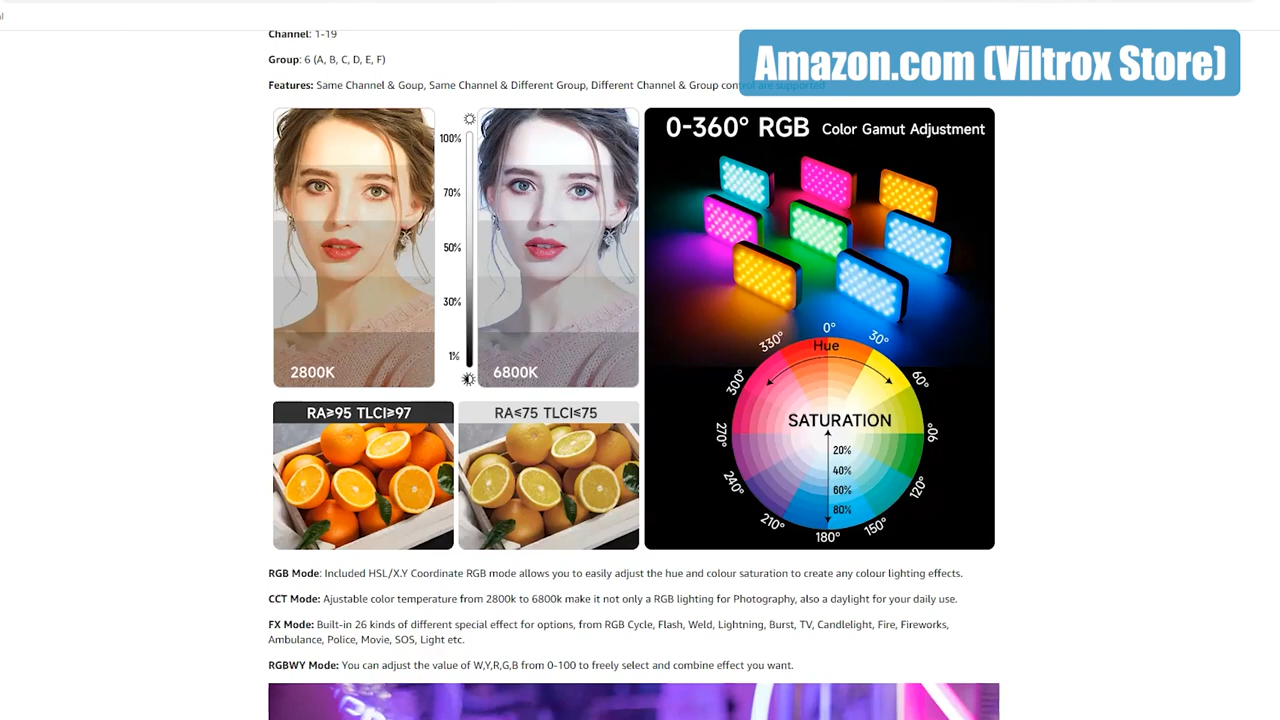 Channel: 1-19
Amazon.com (Viltrox Store)
Group: 6 (A, B, C, D, E, F)
Features: Same Channel & Goup, Same Channel & Different Group, Different Channel & Group control are supported
100%
70%
50%
30%
1%
2800K
6800K
0-360° RGB Color Gamut Adjustment
0°
30°
60°
90°
120°
150°
180°
210°
240°
270°
300°
330°
Hue
SATURATION
20%
40%
60%
80%
RA≥95 TLCI≥97
RA≤75 TLCI≤75
RGB Mode: Included HSL/X.Y Coordinate RGB mode allows you to easily adjust the hue and colour saturation to create any colour lighting effects.
CCT Mode: Ajustable color temperature from 2800k to 6800k make it not only a RGB lighting for Photography, also a daylight for your daily use.
FX Mode: Built-in 26 kinds of different special effect for options, from RGB Cycle, Flash, Weld, Lightning, Burst, TV, Candlelight, Fire, Fireworks,
Ambulance, Police, Movie, SOS, Light etc.
RGBWY Mode: You can adjust the value of W,Y,R,G,B from 0-100 to freely select and combine effect you want.